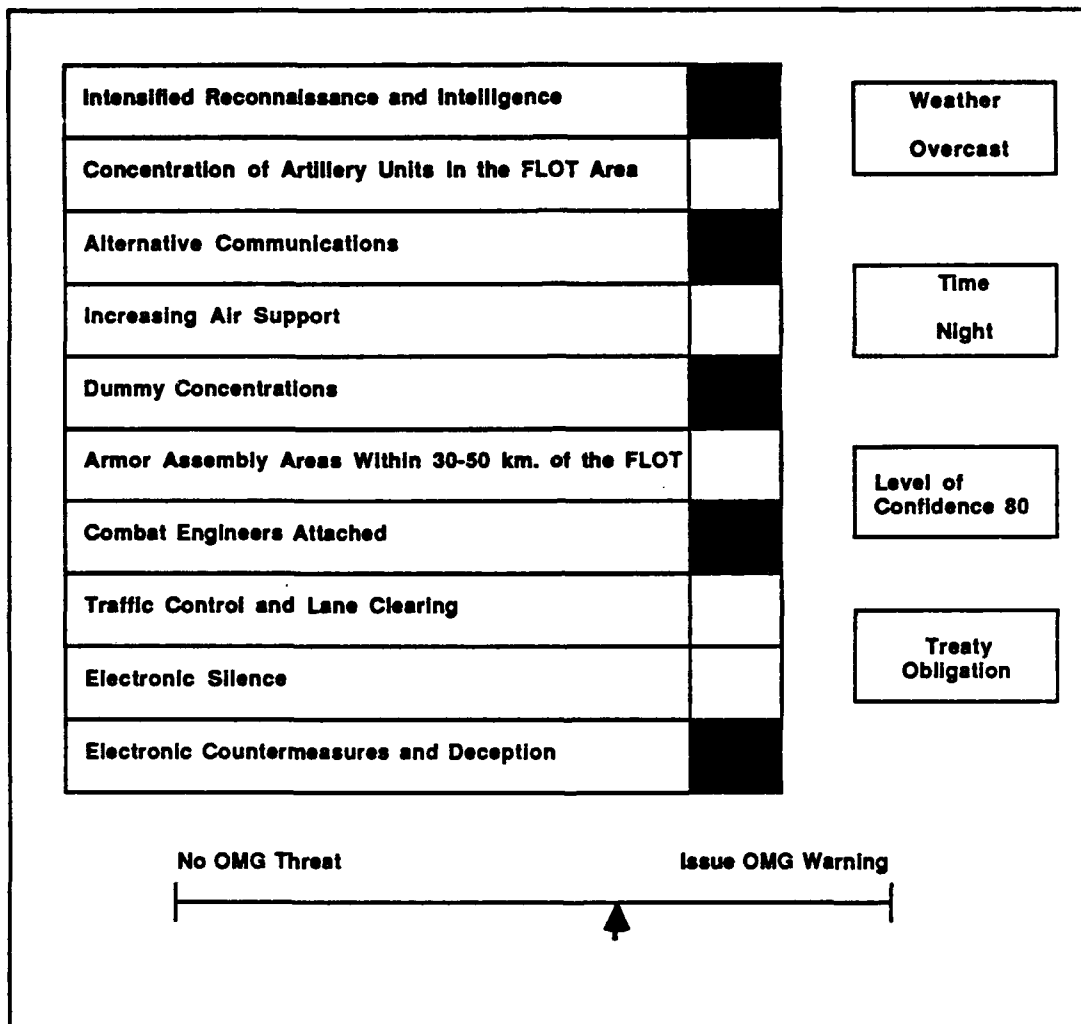 Intensified Reconnaissance and Intelligence
Concentration of Artillery Units in the FLOT Area
Alternative Communications
Increasing Air Support
Dummy Concentrations
Armor Assembly Areas Within 30-50 km. of the FLOT
Combat Engineers Attached
Traffic Control and Lane Clearing
Electronic Silence
Electronic Countermeasures and Deception
Weather
Overcast
Time
Night
Level of
Confidence 80
Treaty
Obligation
No OMG Threat
Issue OMG Warning